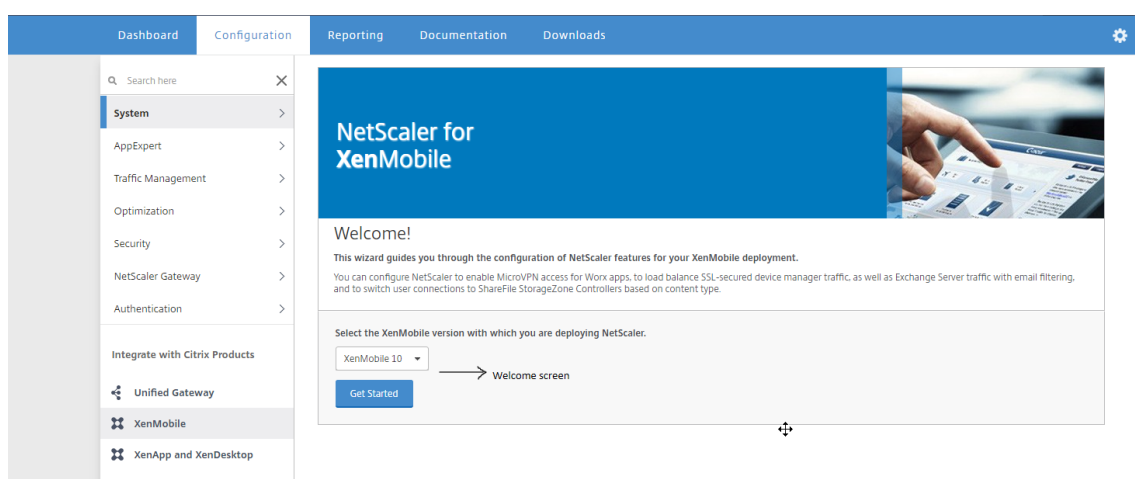 Dashboard
Configuration
Reporting
Documentation
Downloads
Search here
System
AppExpert
Traffic Management
Optimization
Security
NetScaler Gateway
Authentication
Integrate with Citrix Products
Unified Gateway
XenMobile
XenApp and XenDesktop
NetScaler for
XenMobile
Welcome!
This wizard guides you through the configuration of NetScaler features for your XenMobile deployment.
You can configure NetScaler to enable MicroVPN access for Worx apps, to load balance SSL-secured device manager traffic, as well as Exchange Server traffic with email filtering,
and to switch user connections to ShareFile StorageZone Controllers based on content type.
Select the XenMobile version with which you are deploying NetScaler.
XenMobile 10
Welcome screen
Get Started